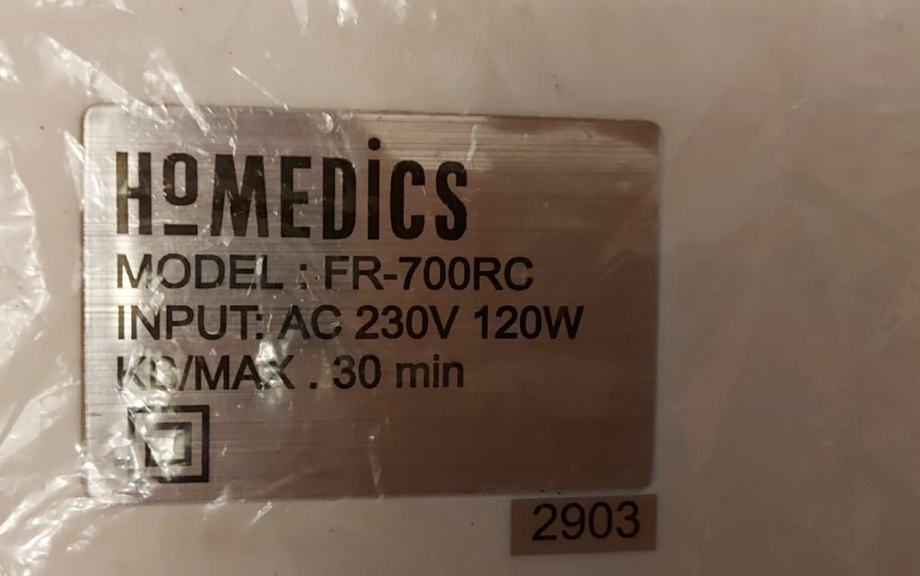 HoMEDiCS
MODEL : FR-700RC
INPUT: AC 230V 120W
KB/MAX . 30 min
2903